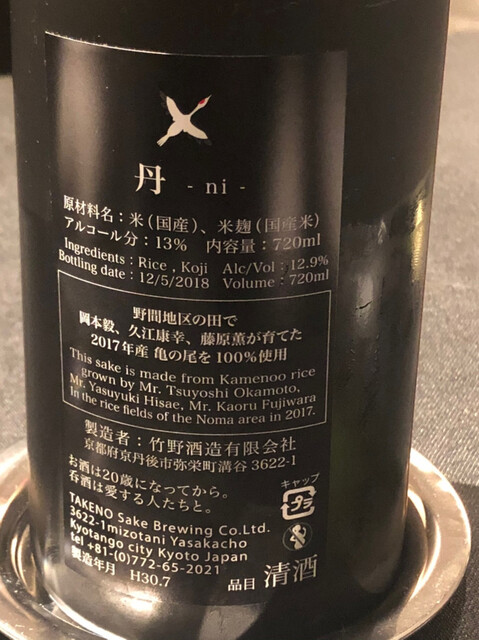 丹 - ni -
原材料名：米（国産）、米麹（国産米）
アルコール分：13% 内容量：720ml
Ingredients：Rice , Koji Alc/Vol：12.9%
Bottling date：12/5/2018 Volume：720ml
野間地区の田で
岡本毅、久江康幸、藤原薫が育てた
2017年産 亀の尾を100%使用
This sake is made from Kamenoo rice
grown by Mr. Tsuyoshi Okamoto,
Mr. Yasuyuki Hisae, Mr. Kaoru Fujiwara
In the rice fields of the Noma area in 2017.
製造者：竹野酒造有限会社
京都府京丹後市弥栄町溝谷 3622-1
お酒は20歳になってから。
呑酒は愛する人たちと。
キャップ
プラ
TAKENO Sake Brewing Co.Ltd.
3622-1mizotani Yasakacho
Kyotango city Kyoto Japan
tel +81-(0)772-65-2021
製造年月 H30.7
品目 清酒